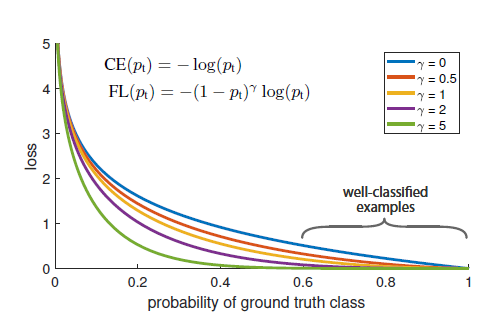 CE(pt) = − log(pt)
FL(pt) = −(1 − pt)γ log(pt)
γ = 0
γ = 0.5
γ = 1
γ = 2
γ = 5
well-classified
examples
5
4
3
2
1
0
loss
0 0.2 0.4 0.6 0.8 1
probability of ground truth class